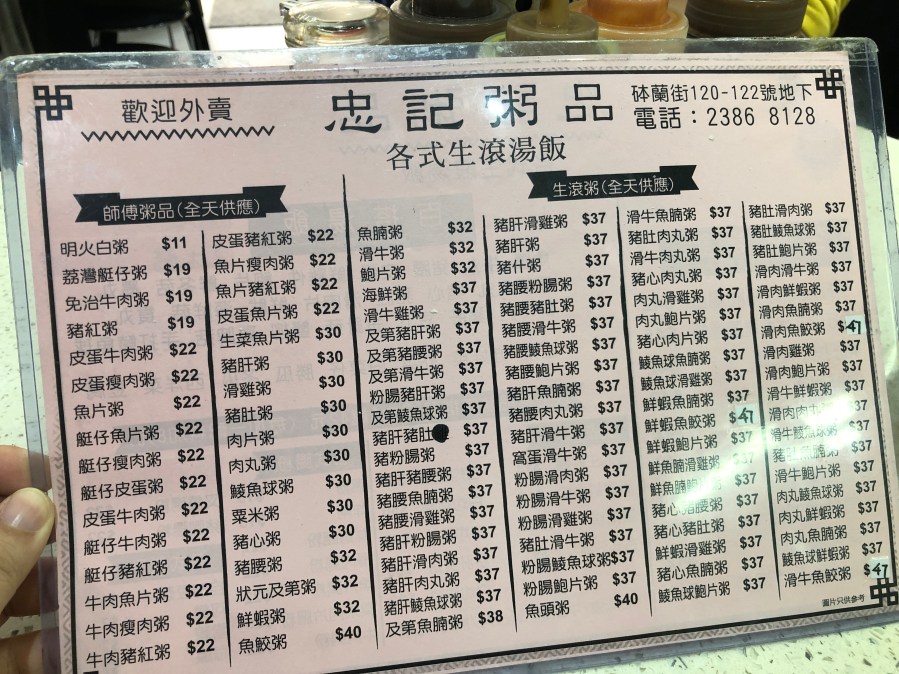 歡迎外賣
忠記粥品
砵蘭街120-122號地下
電話：2386 8128
各式生滾湯飯
師傅粥品(全天供應)
明火白粥 $11
荔灣艇仔粥 $19
免治牛肉粥 $19
豬紅粥 $19
皮蛋牛肉粥 $22
皮蛋瘦肉粥 $22
魚片粥 $22
艇仔魚片粥 $22
艇仔瘦肉粥 $22
艇仔皮蛋粥 $22
皮蛋牛肉粥 $22
艇仔牛肉粥 $22
艇仔豬紅粥 $22
牛肉魚片粥 $22
牛肉瘦肉粥 $22
牛肉豬紅粥 $22
皮蛋豬紅粥 $22
魚片瘦肉粥 $22
魚片豬紅粥 $22
皮蛋魚片粥 $22
生菜魚片粥 $30
豬肝粥 $30
滑雞粥 $30
豬肚粥 $30
肉片粥 $30
肉丸粥 $30
鯪魚球粥 $30
粟米粥 $30
豬心粥 $30
豬腰粥 $32
狀元及第粥 $32
鮮蝦粥 $32
魚鮫粥 $40
生滾粥(全天供應)
魚腩粥 $32
滑牛粥 $32
鮑片粥 $32
海鮮粥 $37
滑牛雞粥 $37
及第豬肝粥 $37
及第豬腰粥 $37
及第滑牛粥 $37
粉腸豬肝粥 $37
及第鯪魚球粥 $37
豬肝豬肚 $37
豬粉腸粥 $37
豬肝豬腰粥 $37
豬腰魚腩粥 $37
豬腰滑雞粥 $37
豬肝粉腸粥 $37
豬肝滑肉粥 $37
豬肝肉丸粥 $37
豬肝鯪魚球粥 $37
及第魚腩粥 $38
豬肝滑雞粥 $37
豬肝粥 $37
豬什粥 $37
豬腰粉腸粥 $37
豬腰豬肚粥 $37
豬腰滑牛粥 $37
豬腰鯪魚球粥 $37
豬腰鮑片粥 $37
豬肝魚腩粥 $37
豬腰肉丸粥 $37
豬肝滑牛粥 $37
窩蛋滑牛粥 $37
粉腸滑肉粥 $37
粉腸滑牛粥 $37
粉腸滑雞粥 $37
豬肚滑牛粥 $37
粉腸鯪魚球粥$37
粉腸鮑片粥 $37
魚頭粥 $40
滑牛魚腩粥 $37
豬肚肉丸粥 $37
滑牛肉丸粥 $37
豬心肉丸粥 $37
肉丸滑雞粥 $37
肉丸鮑片粥 $37
豬心肉片粥 $37
鯪魚球魚腩粥 $37
鯪魚球滑雞粥 $37
鮮蝦魚腩粥 $37
鮮蝦魚鮫粥 $47
鮮蝦鮑片粥 $37
鮮魚腩滑雞粥 $37
鮮魚腩 $37
豬心豬腰粥 $37
豬心豬肚粥 $37
鮮蝦滑雞粥 $37
豬心魚腩粥 $37
鯪魚球鮑片粥 $37
豬肚滑肉粥 $37
豬肚鯪魚球粥 $37
豬肚鮑片粥 $37
滑肉滑牛粥 $37
滑肉鮮蝦粥 $37
滑肉魚腩粥 $37
滑肉魚鮫粥 $47
滑肉雞粥 $37
滑肉鮑片粥 $37
滑牛鮮蝦粥 $37
滑肉肉丸粥 $37
滑牛鯪魚球粥 $37
豬肚魚腩粥 $37
滑牛鮑片粥 $37
肉丸鯪魚球粥 $37
肉丸鮮蝦粥 $37
肉丸魚腩粥 $37
鯪魚球鮮蝦粥 $37
滑牛魚鮫粥 $47
圖片只供參考